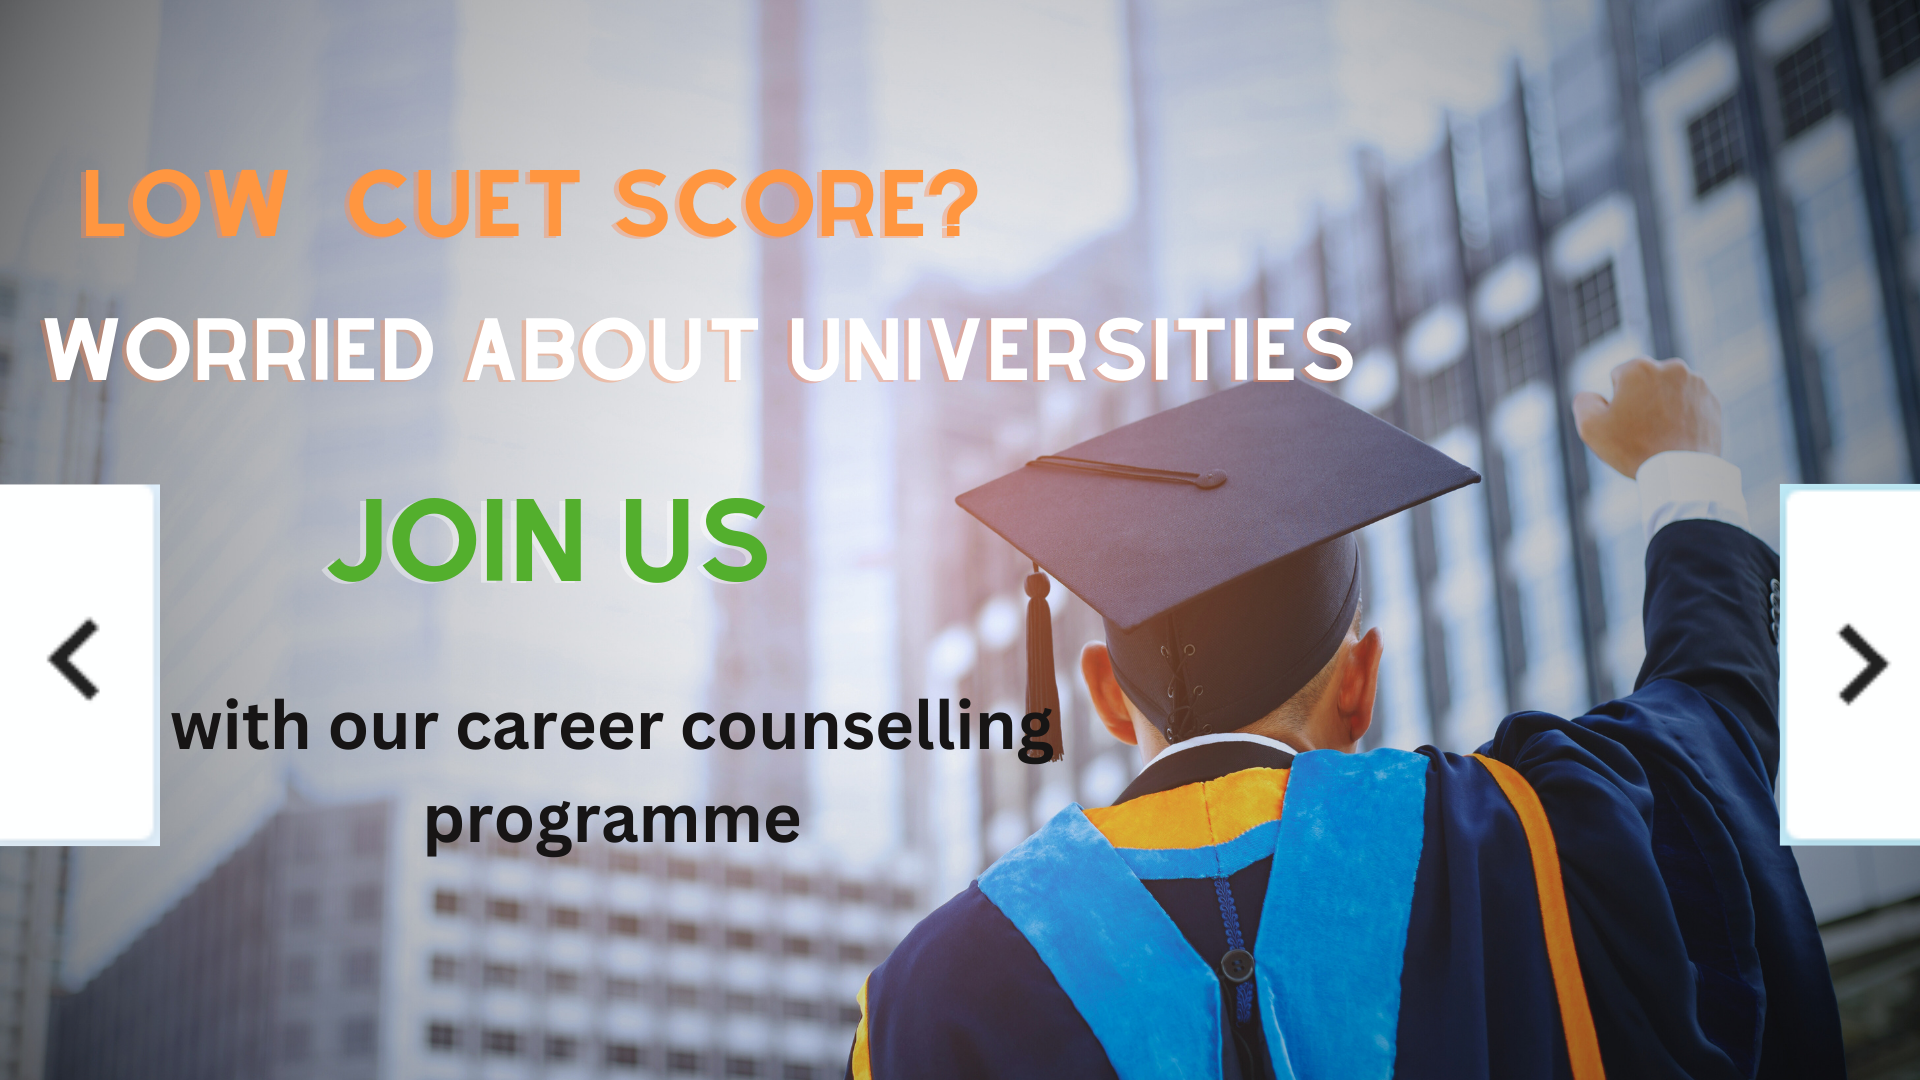 LOW CUET SCORE?
WORRIED ABOUT UNIVERSITIES
JOIN US
with our career counselling
programme